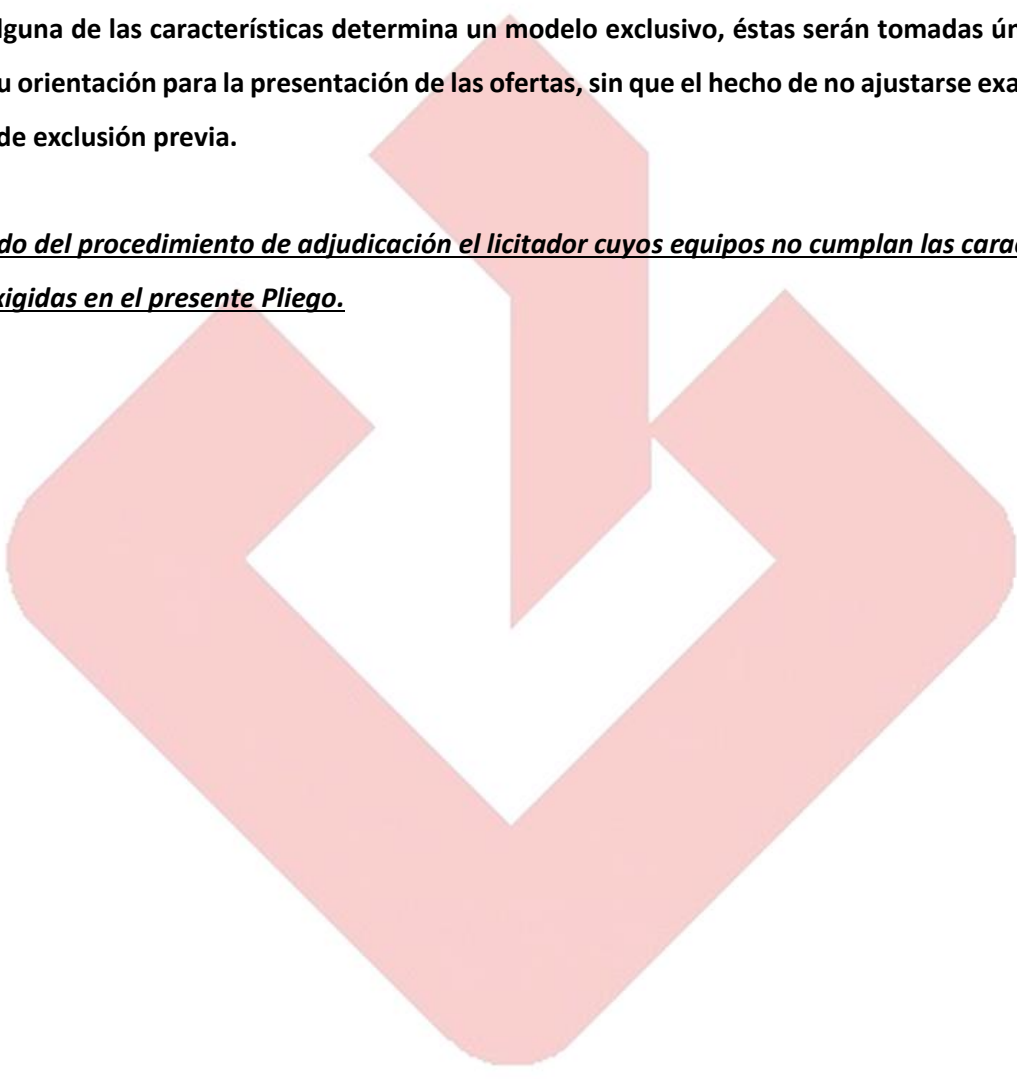 lguna de las características determina un modelo exclusivo, éstas serán tomadas ún
u orientación para la presentación de las ofertas, sin que el hecho de no ajustarse exa
de exclusión previa.
do del procedimiento de adjudicación el licitador cuyos equipos no cumplan las cara
xigidas en el presente Pliego.